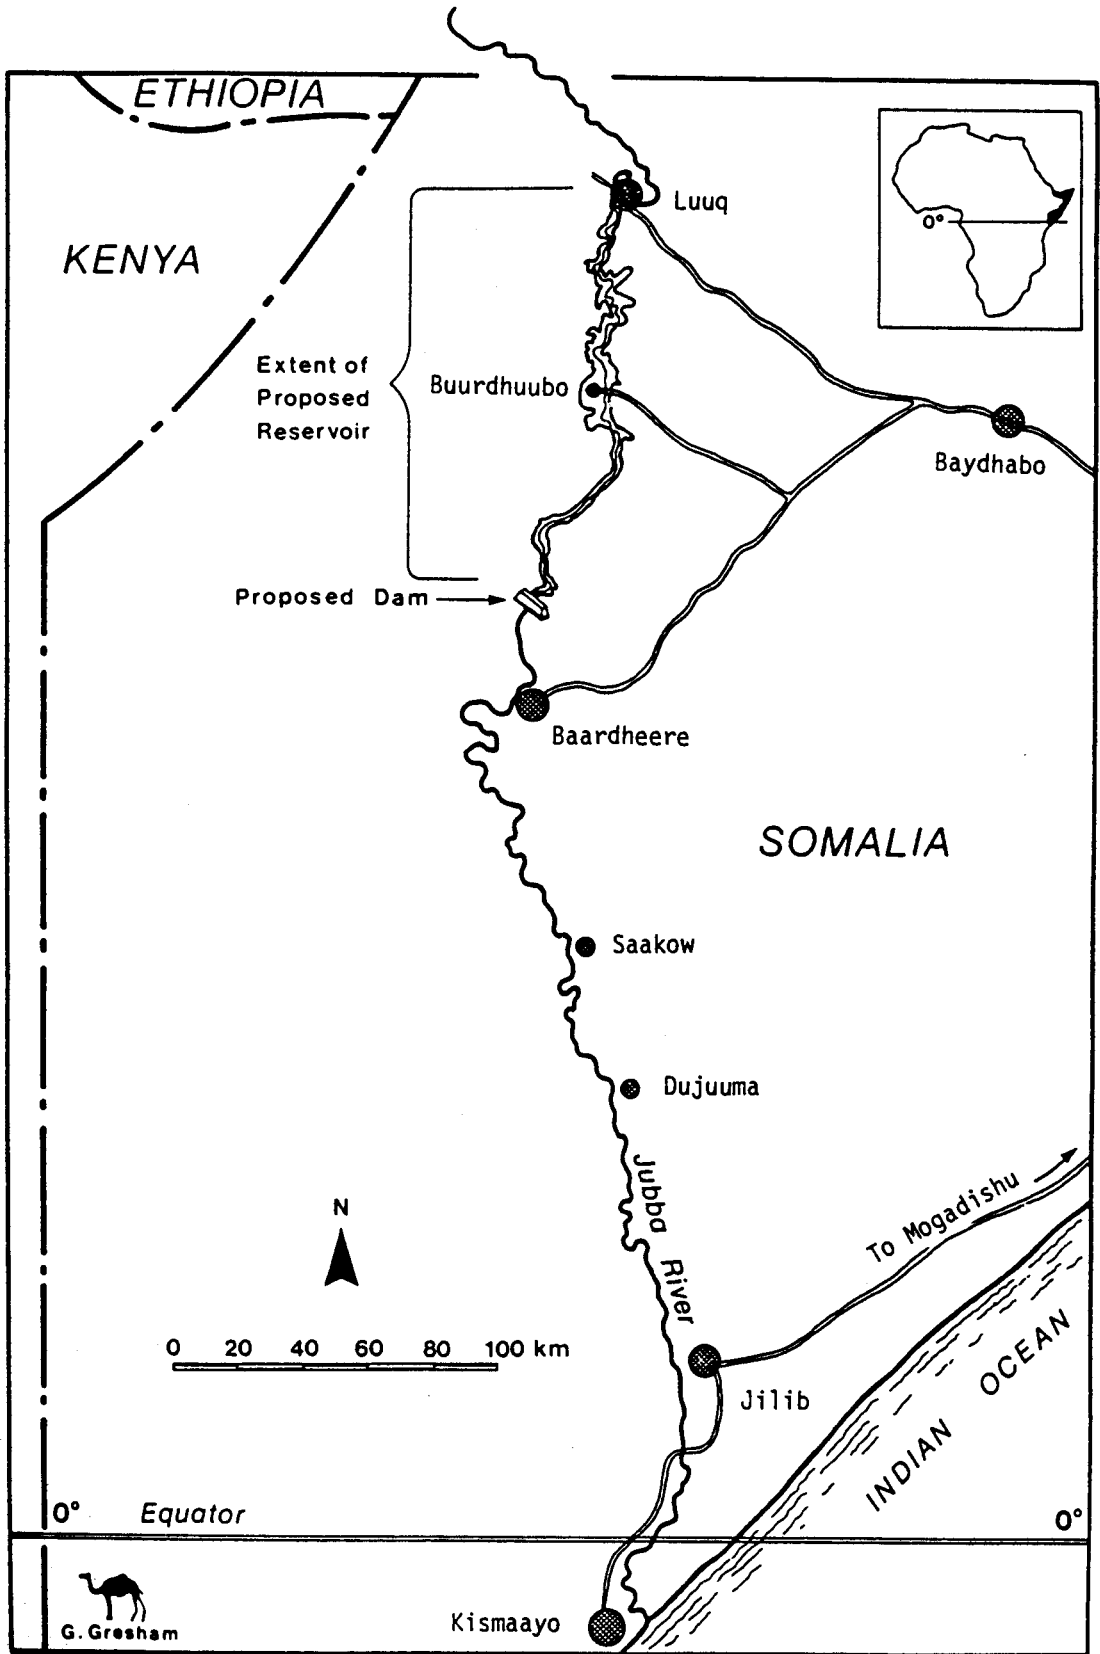 ETHIOPIA
KENYA
0°
Luuq
Extent of
Proposed
Reservoir
Buurdhuubo
Baydhabo
Proposed Dam
Baardheere
SOMALIA
Saakow
Dujuuma
Jubba River
N
To Mogadishu
0 20 40 60 80 100 km
Jilib
INDIAN OCEAN
0° Equator
0°
Kismaayo
G. Gresham